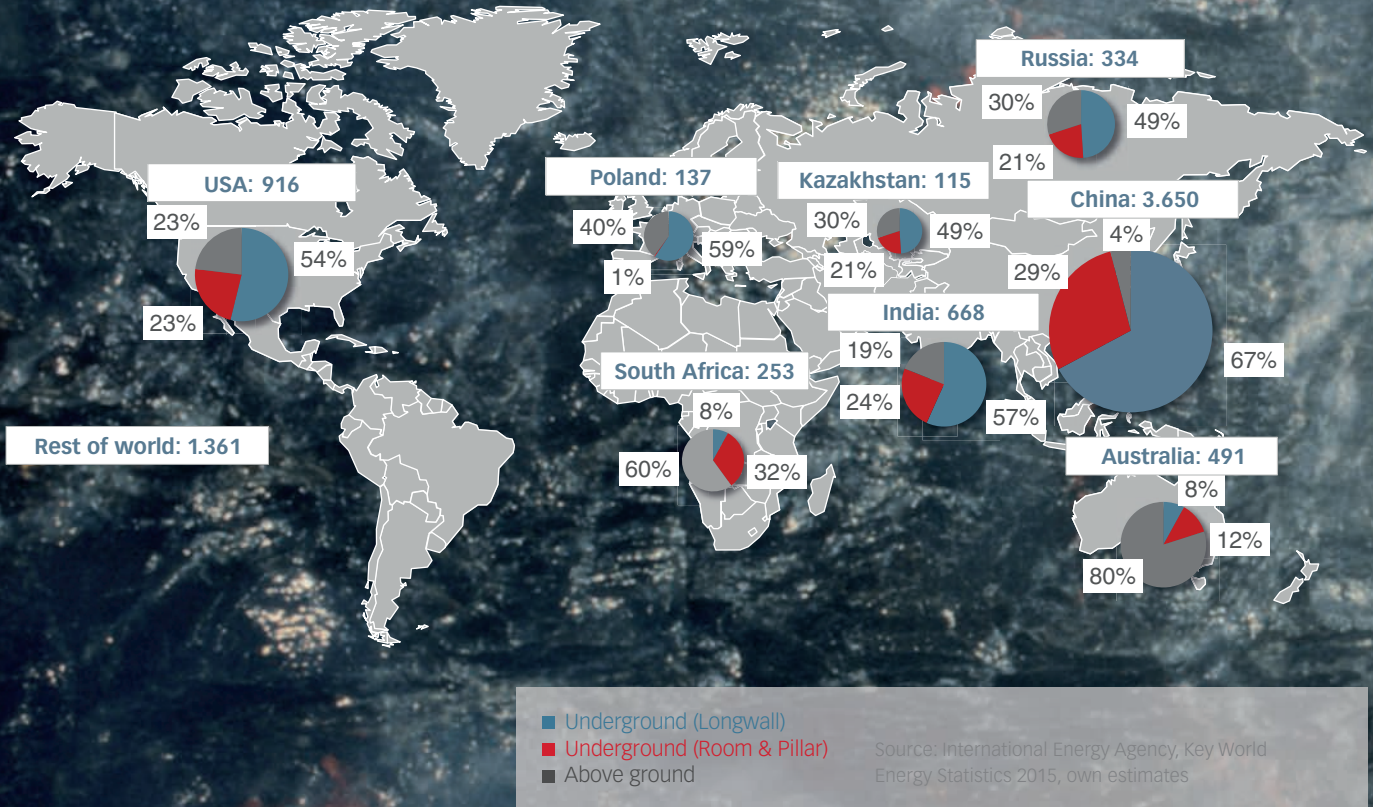 Russia: 334
30%
49%
21%
USA: 916
23%
54%
23%
Poland: 137
40%
59%
1%
Kazakhstan: 115
30%
49%
21%
China: 3.650
4%
29%
67%
India: 668
19%
24%
57%
South Africa: 253
8%
60%
32%
Rest of world: 1.361
Australia: 491
8%
12%
80%
Underground (Longwall)
Underground (Room & Pillar)
Above ground
Source: International Energy Agency, Key World
Energy Statistics 2015, own estimates